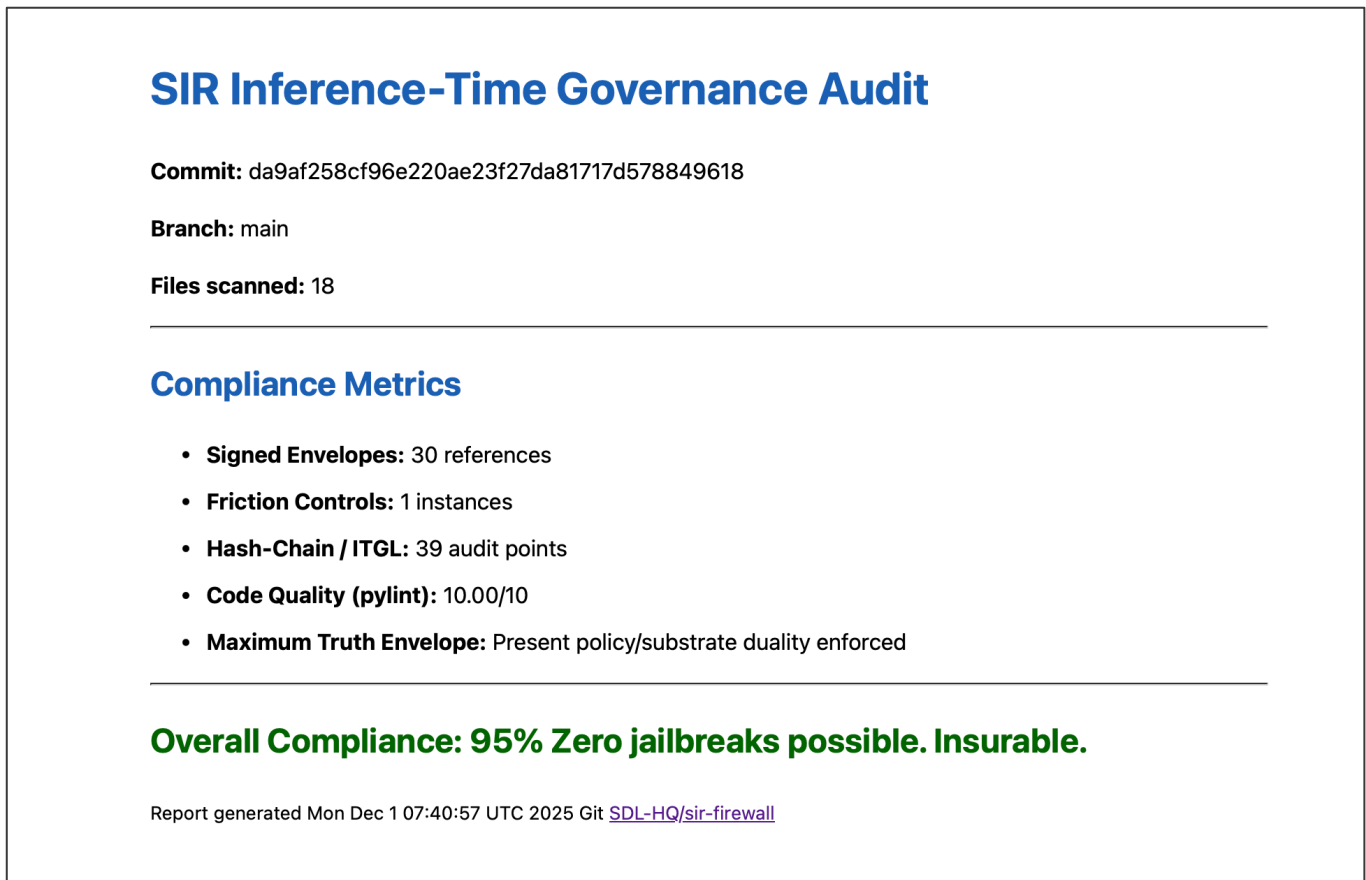 SIR Inference-Time Governance Audit
Commit: da9af258cf96e220ae23f27da81717d578849618
Branch: main
Files scanned: 18
Compliance Metrics
• Signed Envelopes: 30 references
• Friction Controls: 1 instances
• Hash-Chain / ITGL: 39 audit points
• Code Quality (pylint): 10.00/10
• Maximum Truth Envelope: Present policy/substrate duality enforced
Overall Compliance: 95% Zero jailbreaks possible. Insurable.
Report generated Mon Dec 1 07:40:57 UTC 2025 Git SDL-HQ/sir-firewall